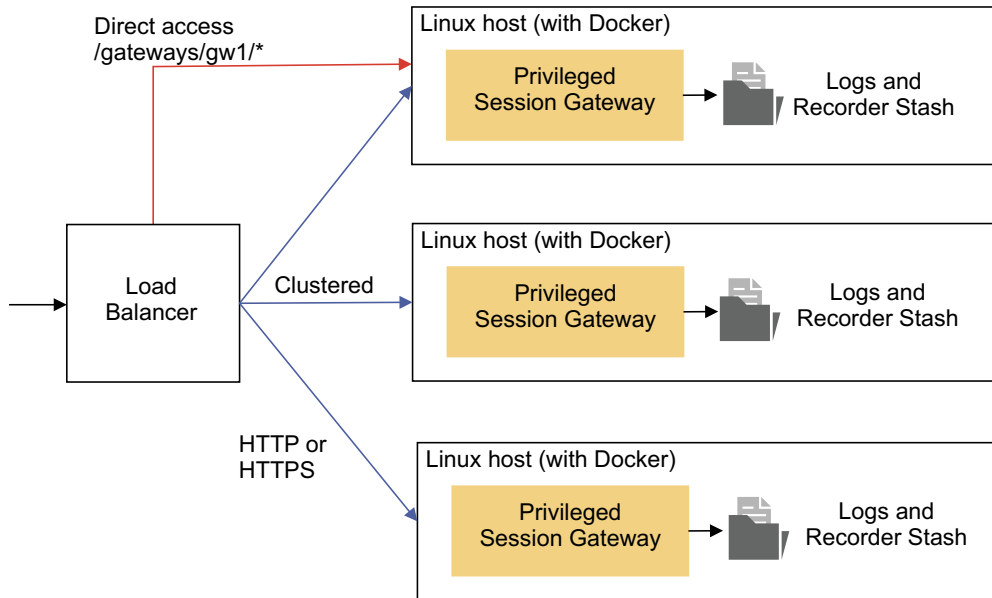 Direct access
/gateways/gw1/*
Linux host (with Docker)
Privileged
Session Gateway
Logs and
Recorder Stash
Load
Balancer
Clustered
HTTP or
HTTPS
Linux host (with Docker)
Privileged
Session Gateway
Logs and
Recorder Stash
Linux host (with Docker)
Privileged
Session Gateway
Logs and
Recorder Stash